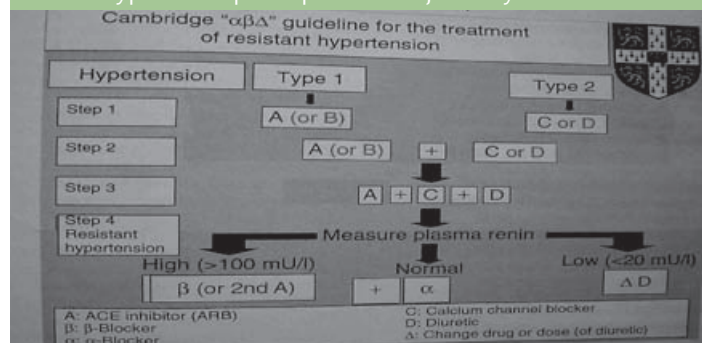 Cambridge "αβΔ" guideline for the treatment
of resistant hypertension
Hypertension Type 1 Type 2
Step 1 A (or B) C or D
Step 2 A (or B) + C or D
Step 3 A + C + D
Step 4
Resistant
hypertension
Measure plasma renin
High (>100 mU/l) Normal Low (<20 mU/l)
β (or 2nd A) + α Δ D
A: ACE inhibitor (ARB)
β: β-Blocker
α: α-Blocker
C: Calcium channel blocker
D: Diuretic
Δ: Change drug or dose (of diuretic)